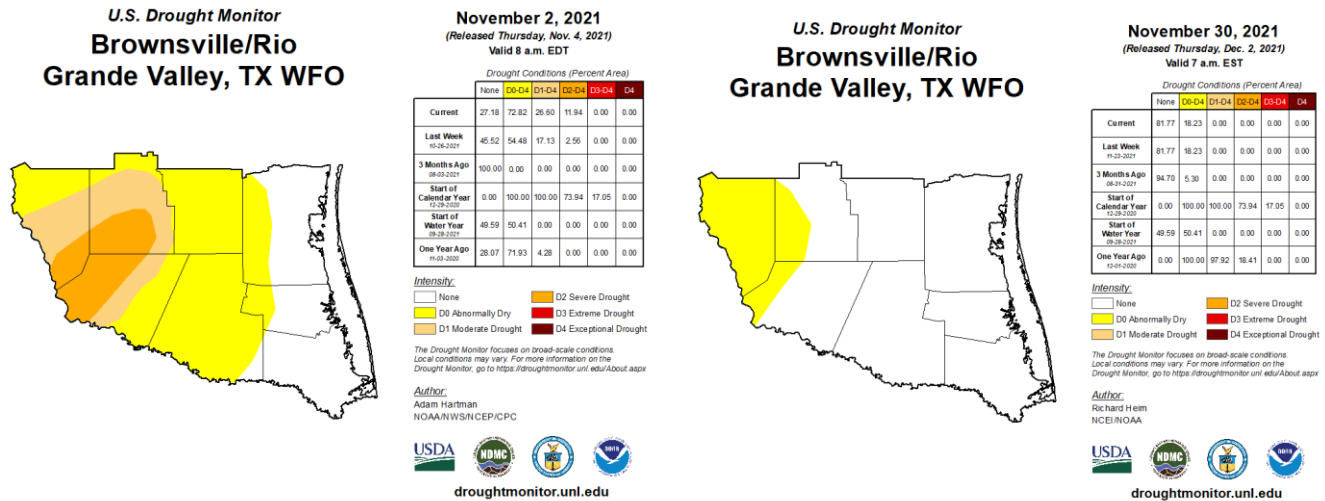 U.S. Drought Monitor
Brownsville/Rio
Grande Valley, TX WFO
November 2, 2021
(Released Thursday, Nov. 4, 2021)
Valid 8 a.m. EDT
Drought Conditions (Percent Area)
None D0-D4 D1-D4 D2-D4 D3-D4 D4
Current 27.18 72.82 26.60 11.94 0.00 0.00
Last Week
10-26-2021
45.52 54.48 17.13 2.56 0.00 0.00
3 Months Ago
08-03-2021
100.00 0.00 0.00 0.00 0.00 0.00
Start of
Calendar Year
12-29-2020
0.00 100.00 100.00 73.94 17.05 0.00
Start of
Water Year
09-28-2021
49.59 50.41 0.00 0.00 0.00 0.00
One Year Ago
11-03-2020
28.07 71.93 4.28 0.00 0.00 0.00
Intensity:
None
D0 Abnormally Dry
D1 Moderate Drought
D2 Severe Drought
D3 Extreme Drought
D4 Exceptional Drought
The Drought Monitor focuses on broad-scale conditions.
Local conditions may vary. For more information on the
Drought Monitor, go to https://droughtmonitor.unl.edu/About.aspx
Author:
Adam Hartman
NOAA/NWS/NCEP/CPC
USDA
NDMC
droughtmonitor.unl.edu
U.S. Drought Monitor
Brownsville/Rio
Grande Valley, TX WFO
November 30, 2021
(Released Thursday, Dec. 2, 2021)
Valid 7 a.m. EST
Drought Conditions (Percent Area)
None D0-D4 D1-D4 D2-D4 D3-D4 D4
Current 81.77 18.23 0.00 0.00 0.00 0.00
Last Week
11-23-2021
81.77 18.23 0.00 0.00 0.00 0.00
3 Months Ago
08-31-2021
94.70 5.30 0.00 0.00 0.00 0.00
Start of
Calendar Year
12-29-2020
0.00 100.00 100.00 73.94 17.05 0.00
Start of
Water Year
09-28-2021
49.59 50.41 0.00 0.00 0.00 0.00
One Year Ago
12-01-2020
0.00 100.00 97.92 18.41 0.00 0.00
Intensity:
None
D0 Abnormally Dry
D1 Moderate Drought
D2 Severe Drought
D3 Extreme Drought
D4 Exceptional Drought
The Drought Monitor focuses on broad-scale conditions.
Local conditions may vary. For more information on the
Drought Monitor, go to https://droughtmonitor.unl.edu/About.aspx
Author:
Richard Heim
NCEI/NOAA
USDA
NDMC
droughtmonitor.unl.edu